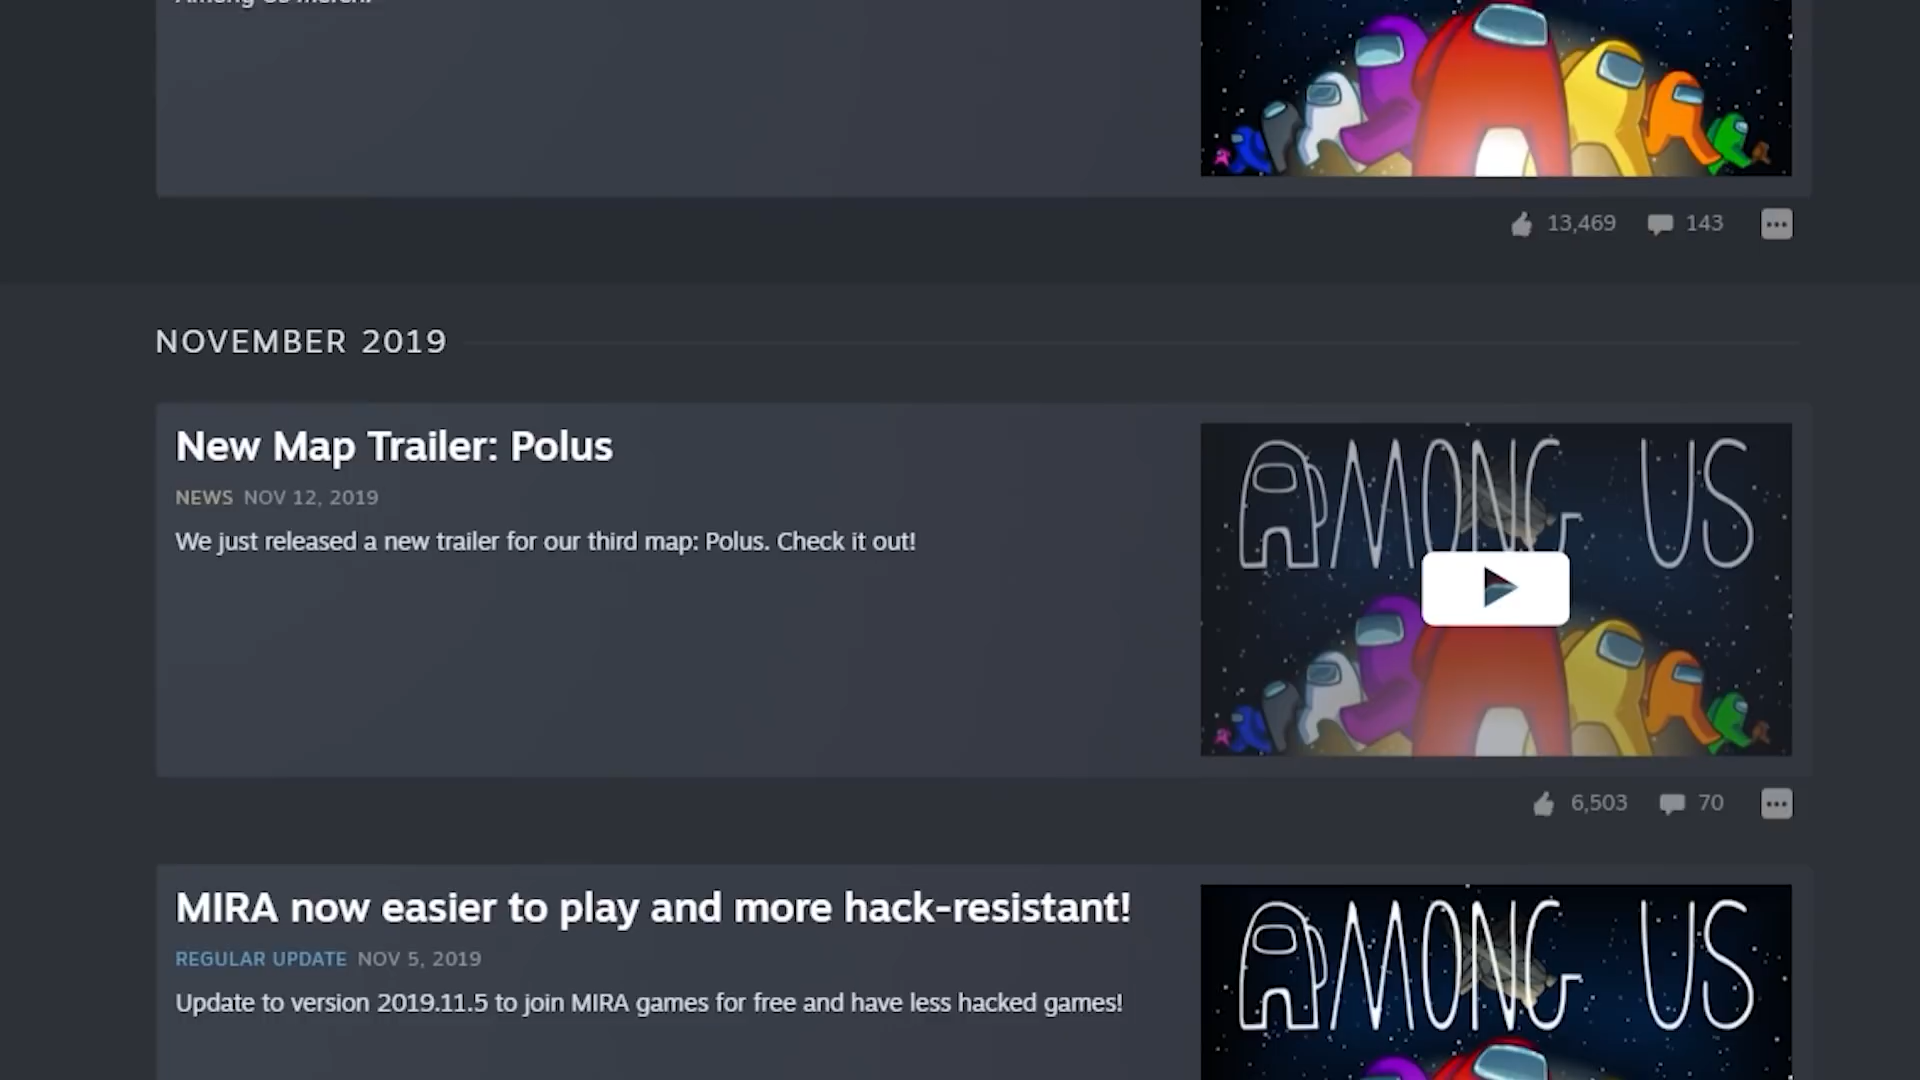 Among Us merch!
13,469 143
NOVEMBER 2019
New Map Trailer: Polus
NEWS NOV 12, 2019
We just released a new trailer for our third map: Polus. Check it out!
AMONG US
6,503 70
MIRA now easier to play and more hack-resistant!
REGULAR UPDATE NOV 5, 2019
Update to version 2019.11.5 to join MIRA games for free and have less hacked games!
AMONG US